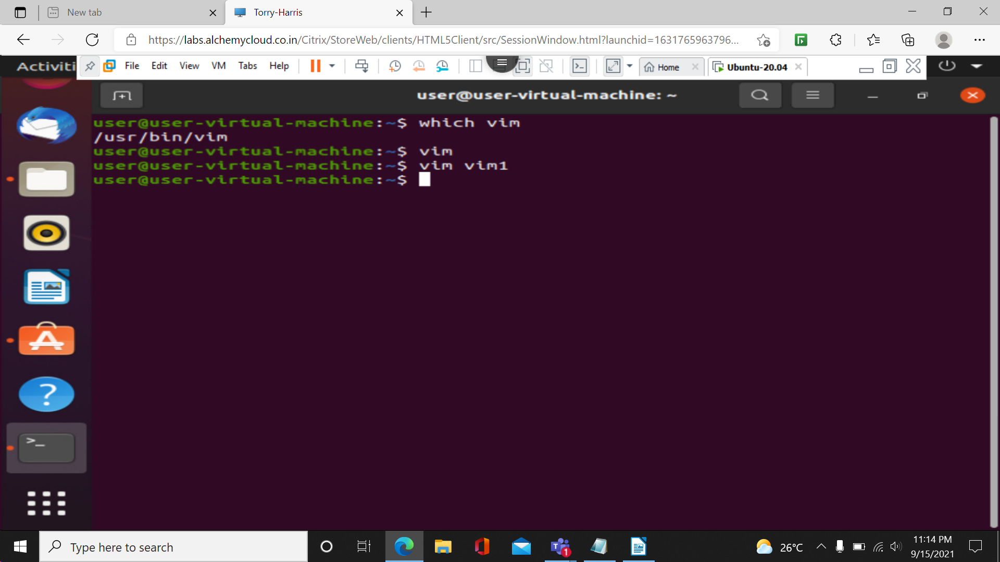 New tab
Torry-Harris
https://labs.alchemycloud.co.in/Citrix/StoreWeb/clients/HTML5Client/src/SessionWindow.html?launchid=1631765963796...
Activiti
File Edit View VM Tabs Help
Home
Ubuntu-20.04
user@user-virtual-machine: ~
user@user-virtual-machine:~$ which vim
/usr/bin/vim
user@user-virtual-machine:~$ vim
user@user-virtual-machine:~$ vim vim1
user@user-virtual-machine:~$
>_
Type here to search
1
26°C
11:14 PM
9/15/2021